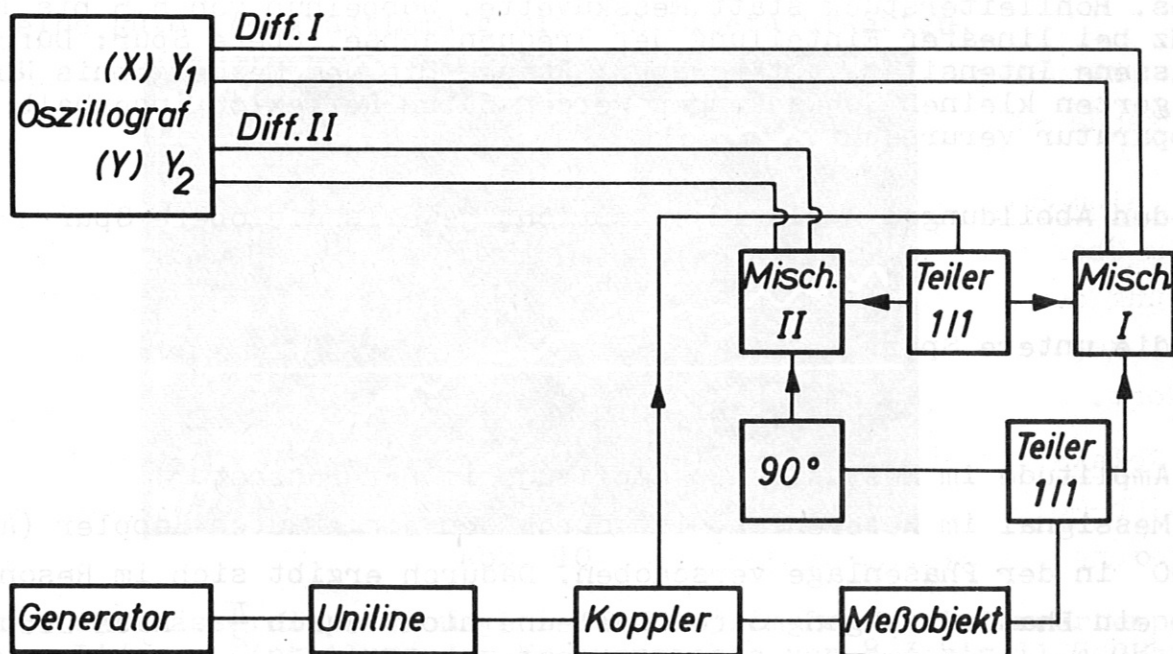 Diff. I
(X) Y1
Oszillograf
Diff. II
(Y) Y2
Misch. II
Teiler 1/1
Misch. I
90°
Teiler 1/1
Generator
Uniline
Koppler
Meßobjekt